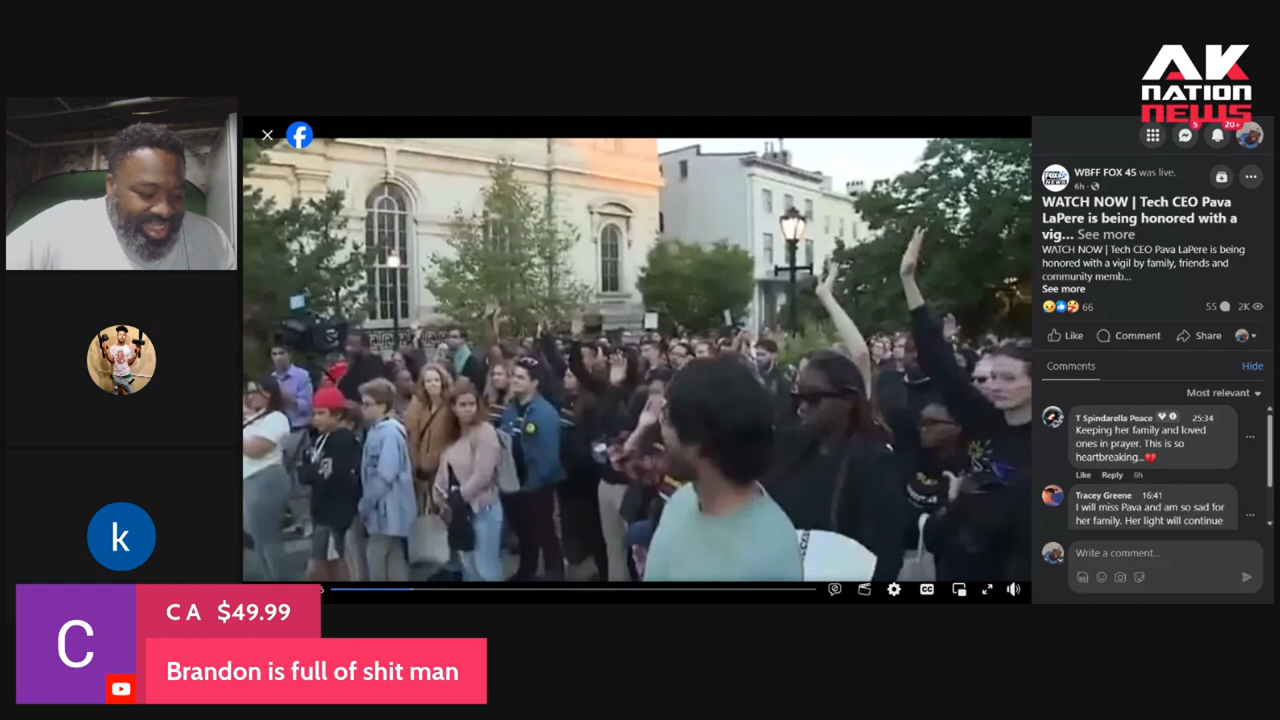 AK
NATION
NEWS
5
20+
WBFF FOX 45 was live.
6h
WATCH NOW | Tech CEO Pava
LaPere is being honored with a
vig... See more
WATCH NOW | Tech CEO Pava LaPere is being
honored with a vigil by family, friends and
community memb...
See more
66
55
2K
Like
Comment
Share
Comments
Hide
Most relevant
T Spindarella Peace
25:34
Keeping her family and loved
ones in prayer. This is so
heartbreaking...
Like Reply 6h
Tracey Greene 16:41
I will miss Pava and am so sad for
her family. Her light will continue
Write a comment...
CC
k
C
C A $49.99
Brandon is full of shit man